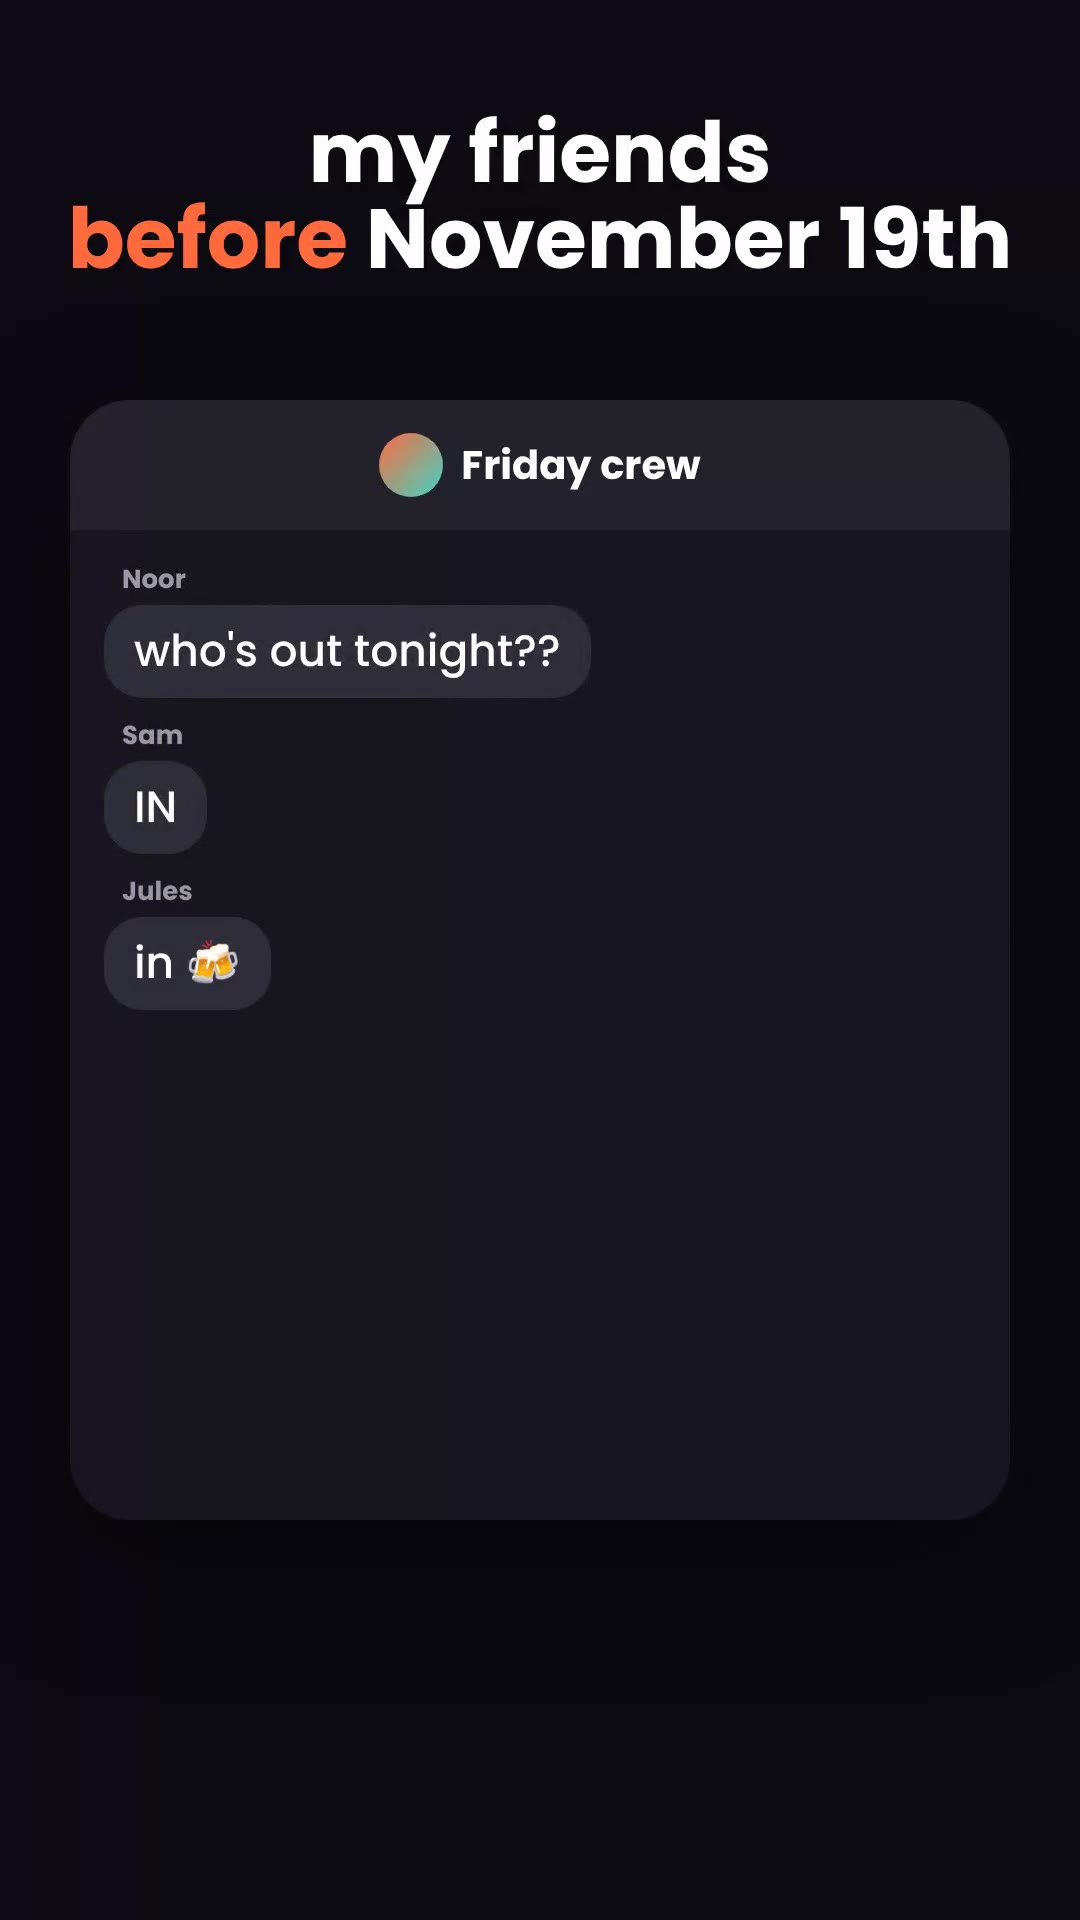 my friends
before November 19th
Friday crew
Noor
who's out tonight??
Sam
IN
Jules
in 🍻